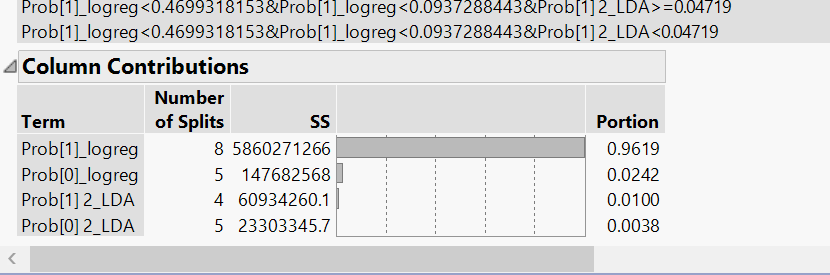 Prob[1]_logreg<0.4699318153&Prob[1]_logreg<0.0937288443&Prob[1] 2_LDA>=0.04719
Prob[1]_logreg<0.4699318153&Prob[1]_logreg<0.0937288443&Prob[1] 2_LDA<0.04719
Column Contributions
Term Number of Splits SS Portion
Prob[1]_logreg 8 5860271266 0.9619
Prob[0]_logreg 5 147682568 0.0242
Prob[1] 2_LDA 4 60934260.1 0.0100
Prob[0] 2_LDA 5 23303345.7 0.0038